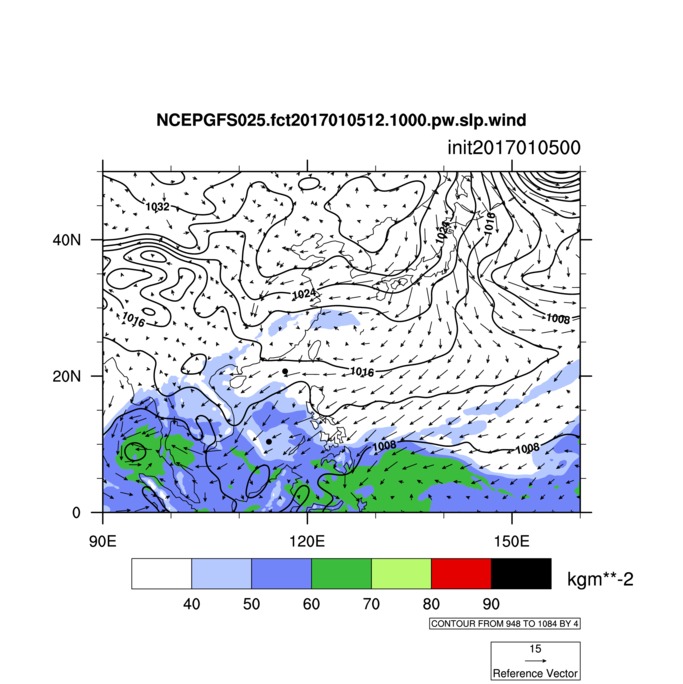 NCEPGFS025.fct2017010512.1000.pw.slp.wind
init2017010500
1032
1024
1016
40N
1024
1016
1008
20N
1016
1008
1008
0
90E 120E 150E
kgm**-2
40 50 60 70 80 90
CONTOUR FROM 948 TO 1084 BY 4
15
Reference Vector